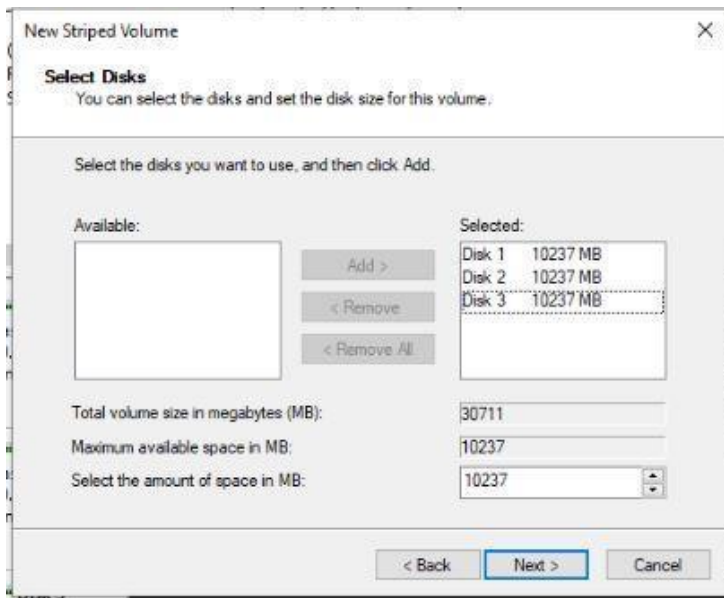 New Striped Volume
Select Disks
You can select the disks and set the disk size for this volume.
Select the disks you want to use, and then click Add.
Available:
Selected:
Disk 1 10237 MB
Disk 2 10237 MB
Disk 3 10237 MB
Add >
< Remove
< Remove All
Total volume size in megabytes (MB): 30711
Maximum available space in MB: 10237
Select the amount of space in MB: 10237
< Back Next > Cancel